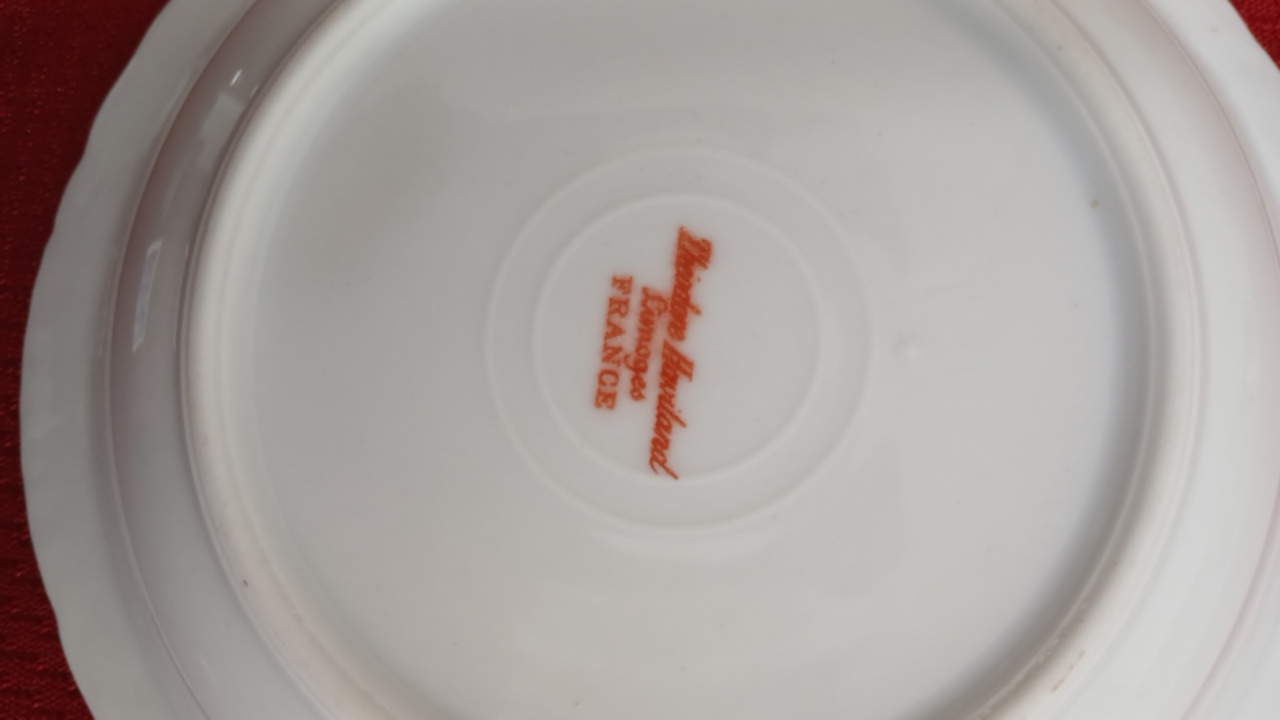 Theodore Haviland
Limoges
FRANCE